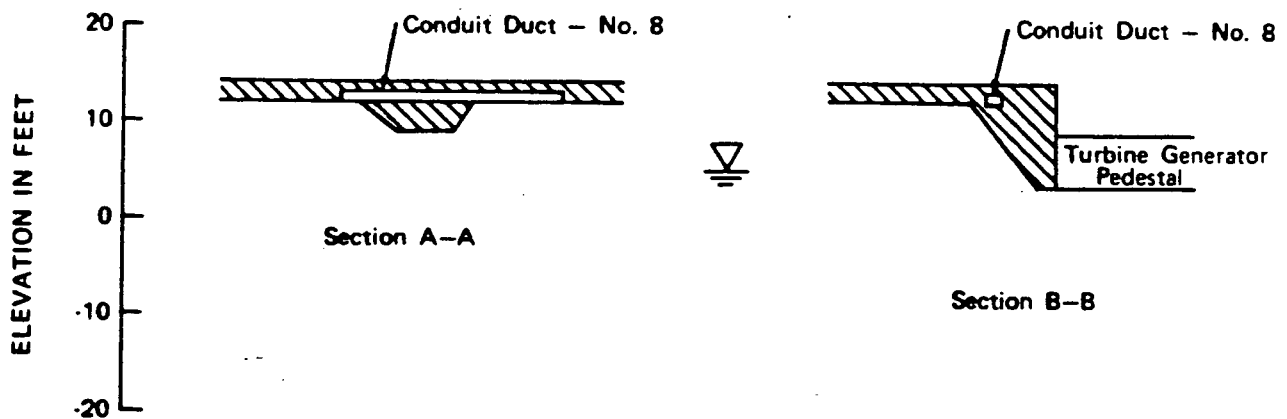 20
Conduit Duct – No. 8
Conduit Duct – No. 8
10
Turbine Generator
Pedestal
ELEVATION IN FEET
0
Section A–A
Section B–B
-10
-20